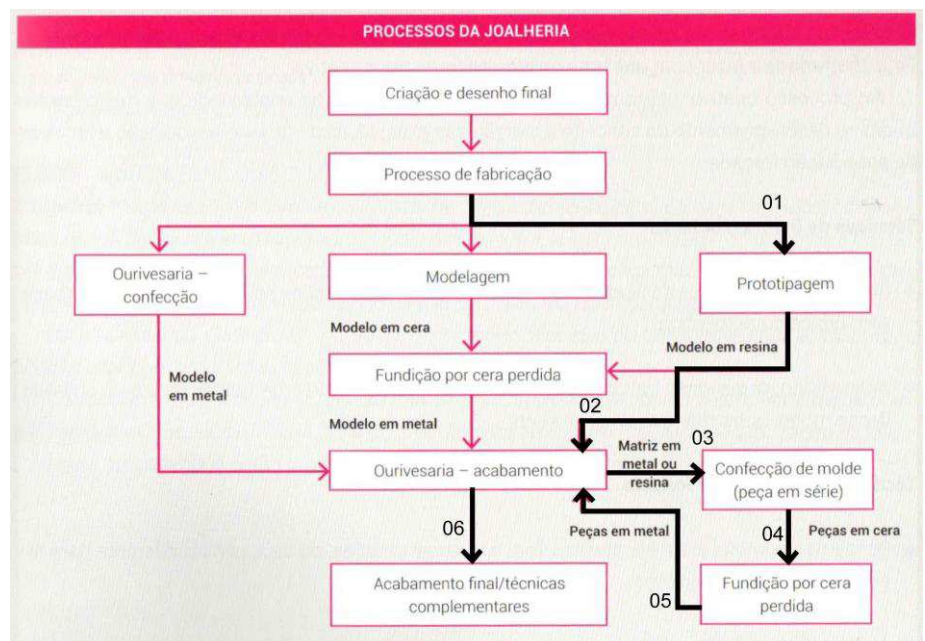 PROCESSOS DA JOALHERIA
Criação e desenho final
Processo de fabricação
01
Ourivesaria –
confecção
Modelagem
Prototipagem
Modelo em cera
Modelo em resina
Modelo
em metal
Fundição por cera perdida
02
Modelo em metal
03
Matriz em
metal ou
resina
Ourivesaria – acabamento
Confecção de molde
(peça em série)
06
Peças em metal
04
Peças em cera
Acabamento final/técnicas
complementares
05
Fundição por cera
perdida